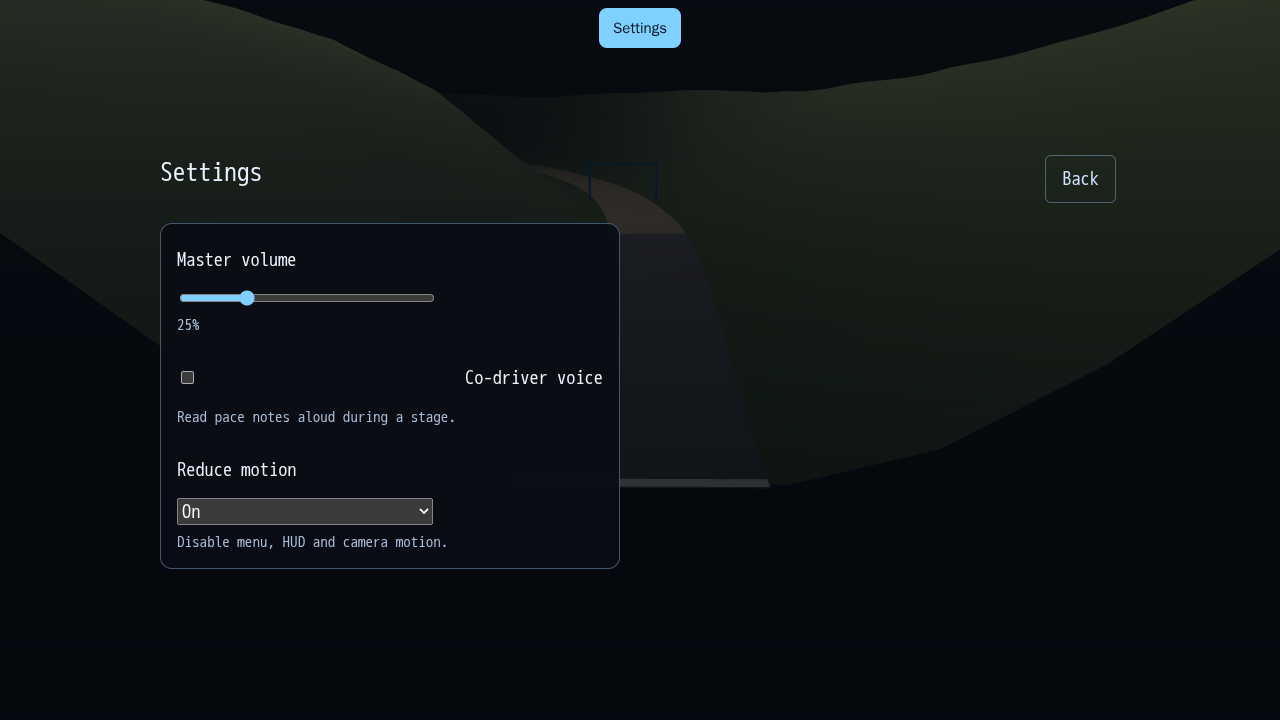 Settings
Settings
Back
Master volume
25%
Co-driver voice
Read pace notes aloud during a stage.
Reduce motion
On
Disable menu, HUD and camera motion.